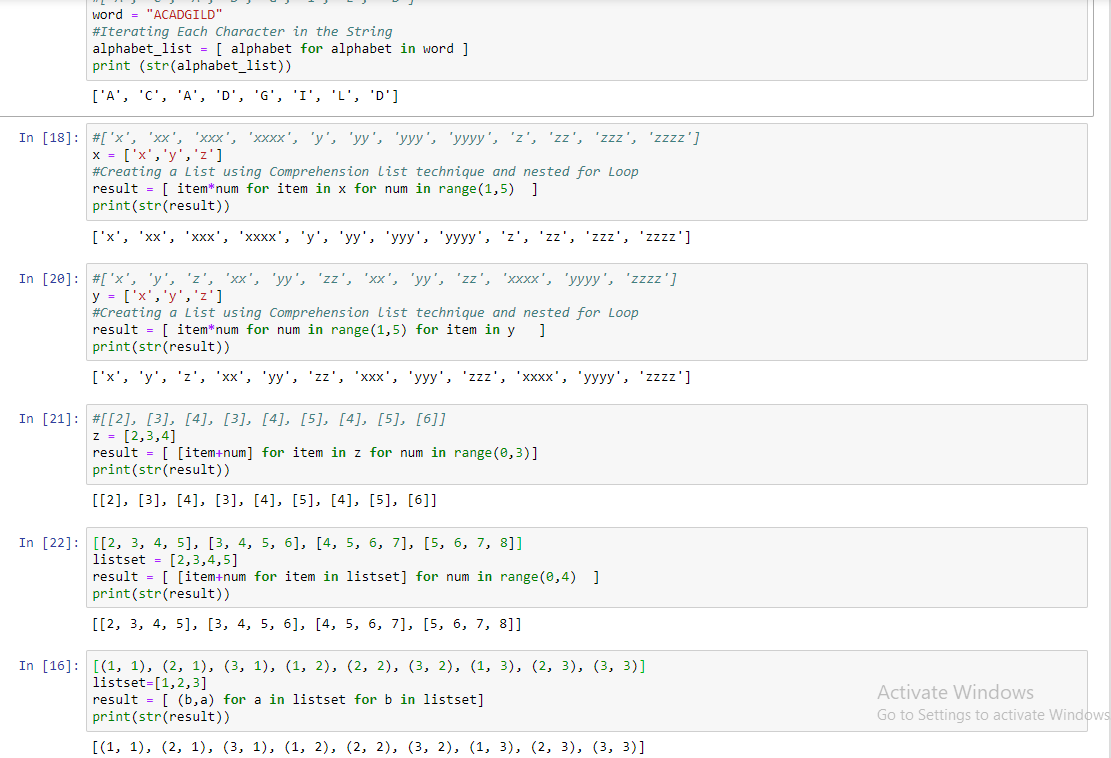 word = "ACADGILD"
#Iterating Each Character in the String
alphabet_list = [ alphabet for alphabet in word ]
print (str(alphabet_list))
['A', 'C', 'A', 'D', 'G', 'I', 'L', 'D']
In [18]: #['x', 'xx', 'xxx', 'xxxx', 'y', 'yy', 'yyy', 'yyyy', 'z', 'zz', 'zzz', 'zzzz']
x = ['x','y','z']
#Creating a List using Comprehension list technique and nested for Loop
result = [ item*num for item in x for num in range(1,5)  ]
print(str(result))
['x', 'xx', 'xxx', 'xxxx', 'y', 'yy', 'yyy', 'yyyy', 'z', 'zz', 'zzz', 'zzzz']
In [20]: #['x', 'y', 'z', 'xx', 'yy', 'zz', 'xx', 'yy', 'zz', 'xxxx', 'yyyy', 'zzzz']
y = ['x','y','z']
#Creating a List using Comprehension list technique and nested for Loop
result = [ item*num for num in range(1,5) for item in y   ]
print(str(result))
['x', 'y', 'z', 'xx', 'yy', 'zz', 'xxx', 'yyy', 'zzz', 'xxxx', 'yyyy', 'zzzz']
In [21]: #[[2], [3], [4], [3], [4], [5], [4], [5], [6]]
z = [2,3,4]
result = [ [item+num] for item in z for num in range(0,3)]
print(str(result))
[[2], [3], [4], [3], [4], [5], [4], [5], [6]]
In [22]: [[2, 3, 4, 5], [3, 4, 5, 6], [4, 5, 6, 7], [5, 6, 7, 8]]
listset = [2,3,4,5]
result = [ [item+num for item in listset] for num in range(0,4)  ]
print(str(result))
[[2, 3, 4, 5], [3, 4, 5, 6], [4, 5, 6, 7], [5, 6, 7, 8]]
In [16]: [(1, 1), (2, 1), (3, 1), (1, 2), (2, 2), (3, 2), (1, 3), (2, 3), (3, 3)]
listset=[1,2,3]
result = [ (b,a) for a in listset for b in listset]
print(str(result))
[(1, 1), (2, 1), (3, 1), (1, 2), (2, 2), (3, 2), (1, 3), (2, 3), (3, 3)]
Activate Windows
Go to Settings to activate Windows